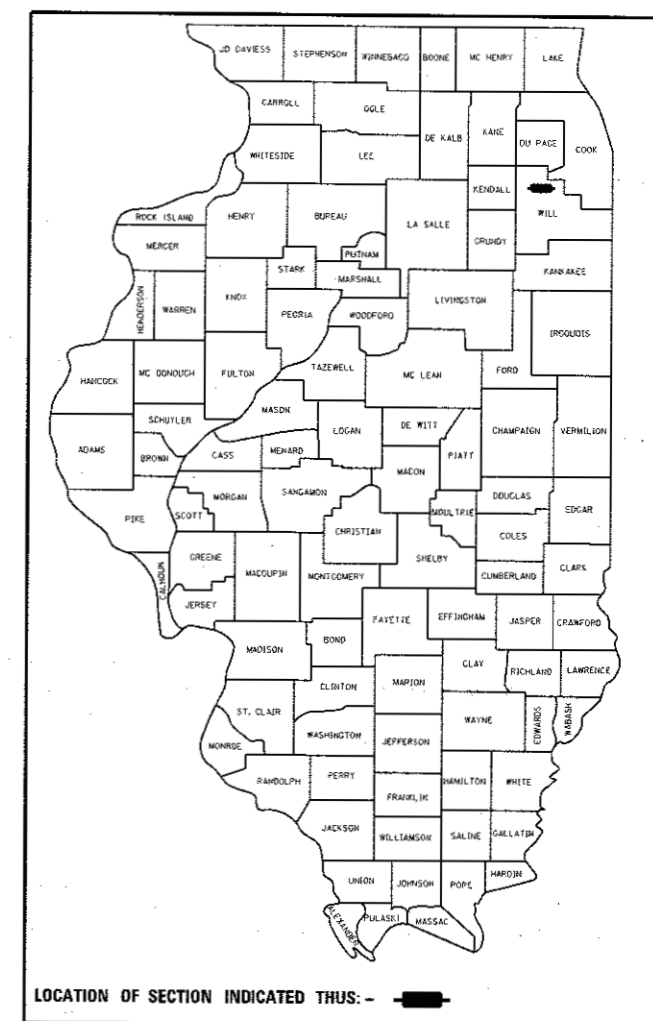 JO DAVIESS STEPHENSON WINNEBAGO BOONE MC HENRY LAKE
CARROLL OGLE DE KALB KANE DU PAGE COOK
WHITESIDE LEE KENDALL WILL
ROCK ISLAND HENRY BUREAU LA SALLE GRUNDY
MERCER STARK PUTNAM MARSHALL KANKAKEE
HENDERSON WARREN KNOX PEORIA WOODFORD LIVINGSTON IROQUOIS
HANCOCK MC DONOUGH FULTON TAZEWELL MC LEAN FORD
SCHUYLER MASON LOGAN DE WITT CHAMPAIGN VERMILION
ADAMS BROWN CASS MENARD MACON PIATT
PIKE SCOTT MORGAN SANGAMON CHRISTIAN MOULTRIE DOUGLAS EDGAR
COLES
CALHOUN GREENE MACOUPIN MONTGOMERY SHELBY CUMBERLAND CLARK
JERSEY FAYETTE EFFINGHAM JASPER CRAWFORD
MADISON BOND CLAY RICHLAND LAWRENCE
CLINTON MARION
ST. CLAIR WASHINGTON JEFFERSON WAYNE EDWARDS WABASH
MONROE
RANDOLPH PERRY FRANKLIN HAMILTON WHITE
JACKSON WILLIAMSON SALINE GALLATIN
UNION JOHNSON POPE HARDIN
ALEXANDER PULASKI MASSAC
LOCATION OF SECTION INDICATED THUS: -